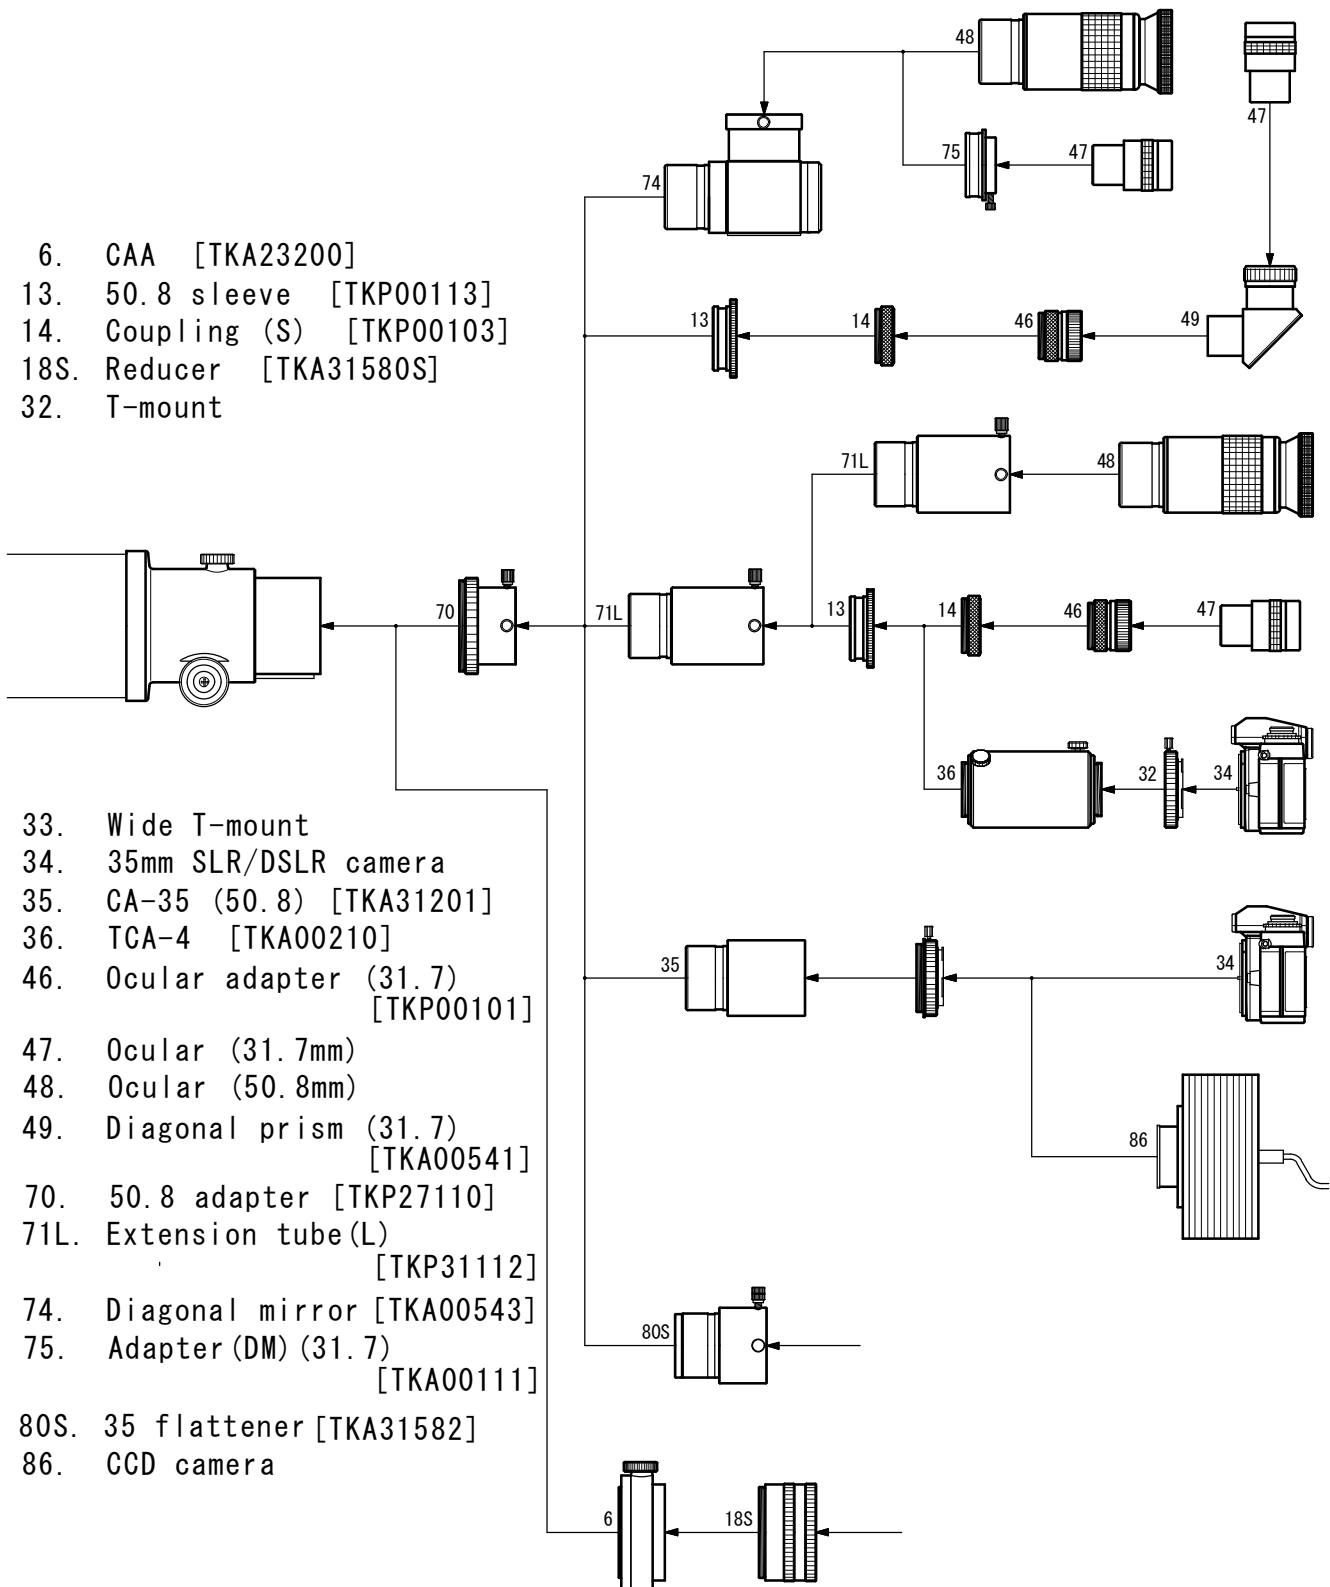 48
47
75
47
74
6. CAA [TKA23200]
13. 50.8 sleeve [TKP00113]
14. Coupling (S) [TKP00103]
18S. Reducer [TKA31580S]
32. T-mount
13
14
46
49
71L
48
70
71L
13
14
46
47
36
32
34
33. Wide T-mount
34. 35mm SLR/DSLR camera
35. CA-35 (50.8) [TKA31201]
36. TCA-4 [TKA00210]
46. Ocular adapter (31.7)
[TKP00101]
47. Ocular (31.7mm)
48. Ocular (50.8mm)
49. Diagonal prism (31.7)
[TKA00541]
70. 50.8 adapter [TKP27110]
71L. Extension tube(L)
[TKP31112]
74. Diagonal mirror [TKA00543]
75. Adapter(DM)(31.7)
[TKA00111]
80S. 35 flattener [TKA31582]
86. CCD camera
35
34
86
80S
6
18S